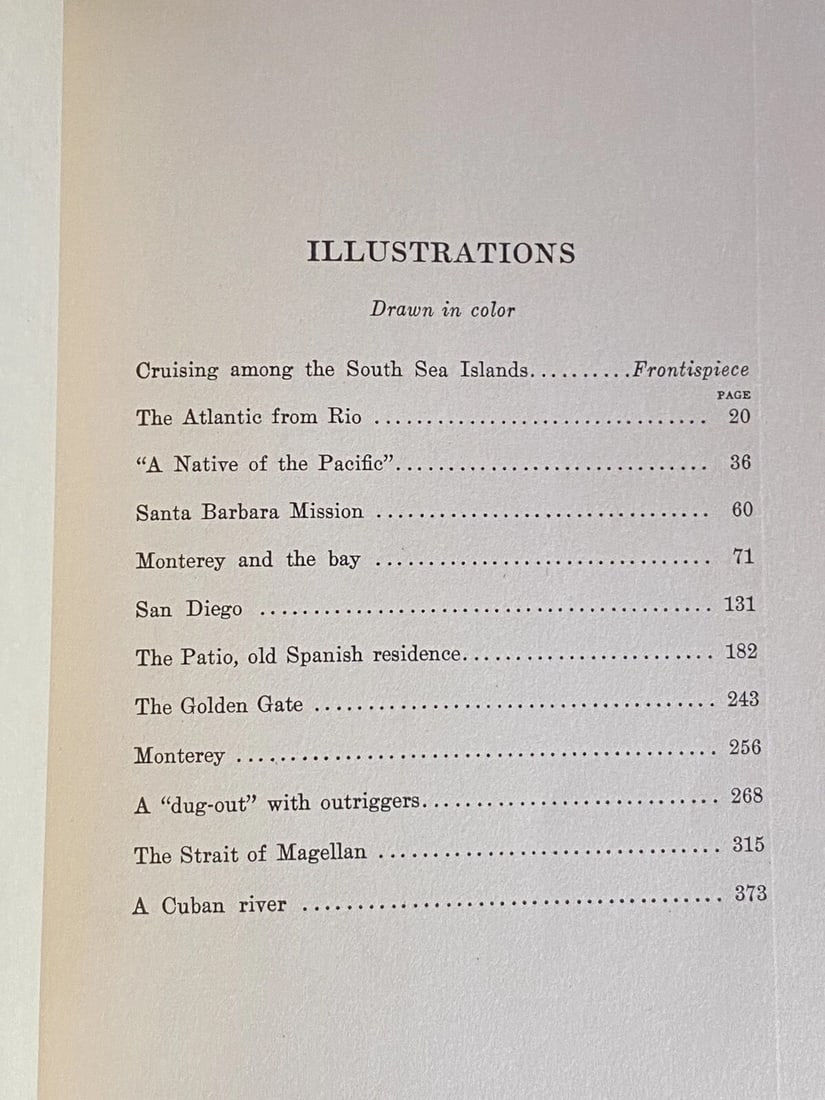 ILLUSTRATIONS
Drawn in color
Cruising among the South Sea Islands..........Frontispiece
PAGE
The Atlantic from Rio ................................ 20
“A Native of the Pacific”.............................. 36
Santa Barbara Mission ................................ 60
Monterey and the bay ................................ 71
San Diego ........................................... 131
The Patio, old Spanish residence........................ 182
The Golden Gate ...................................... 243
Monterey .............................................. 256
A “dug-out” with outriggers............................ 268
The Strait of Magellan ................................. 315
A Cuban river ........................................ 373